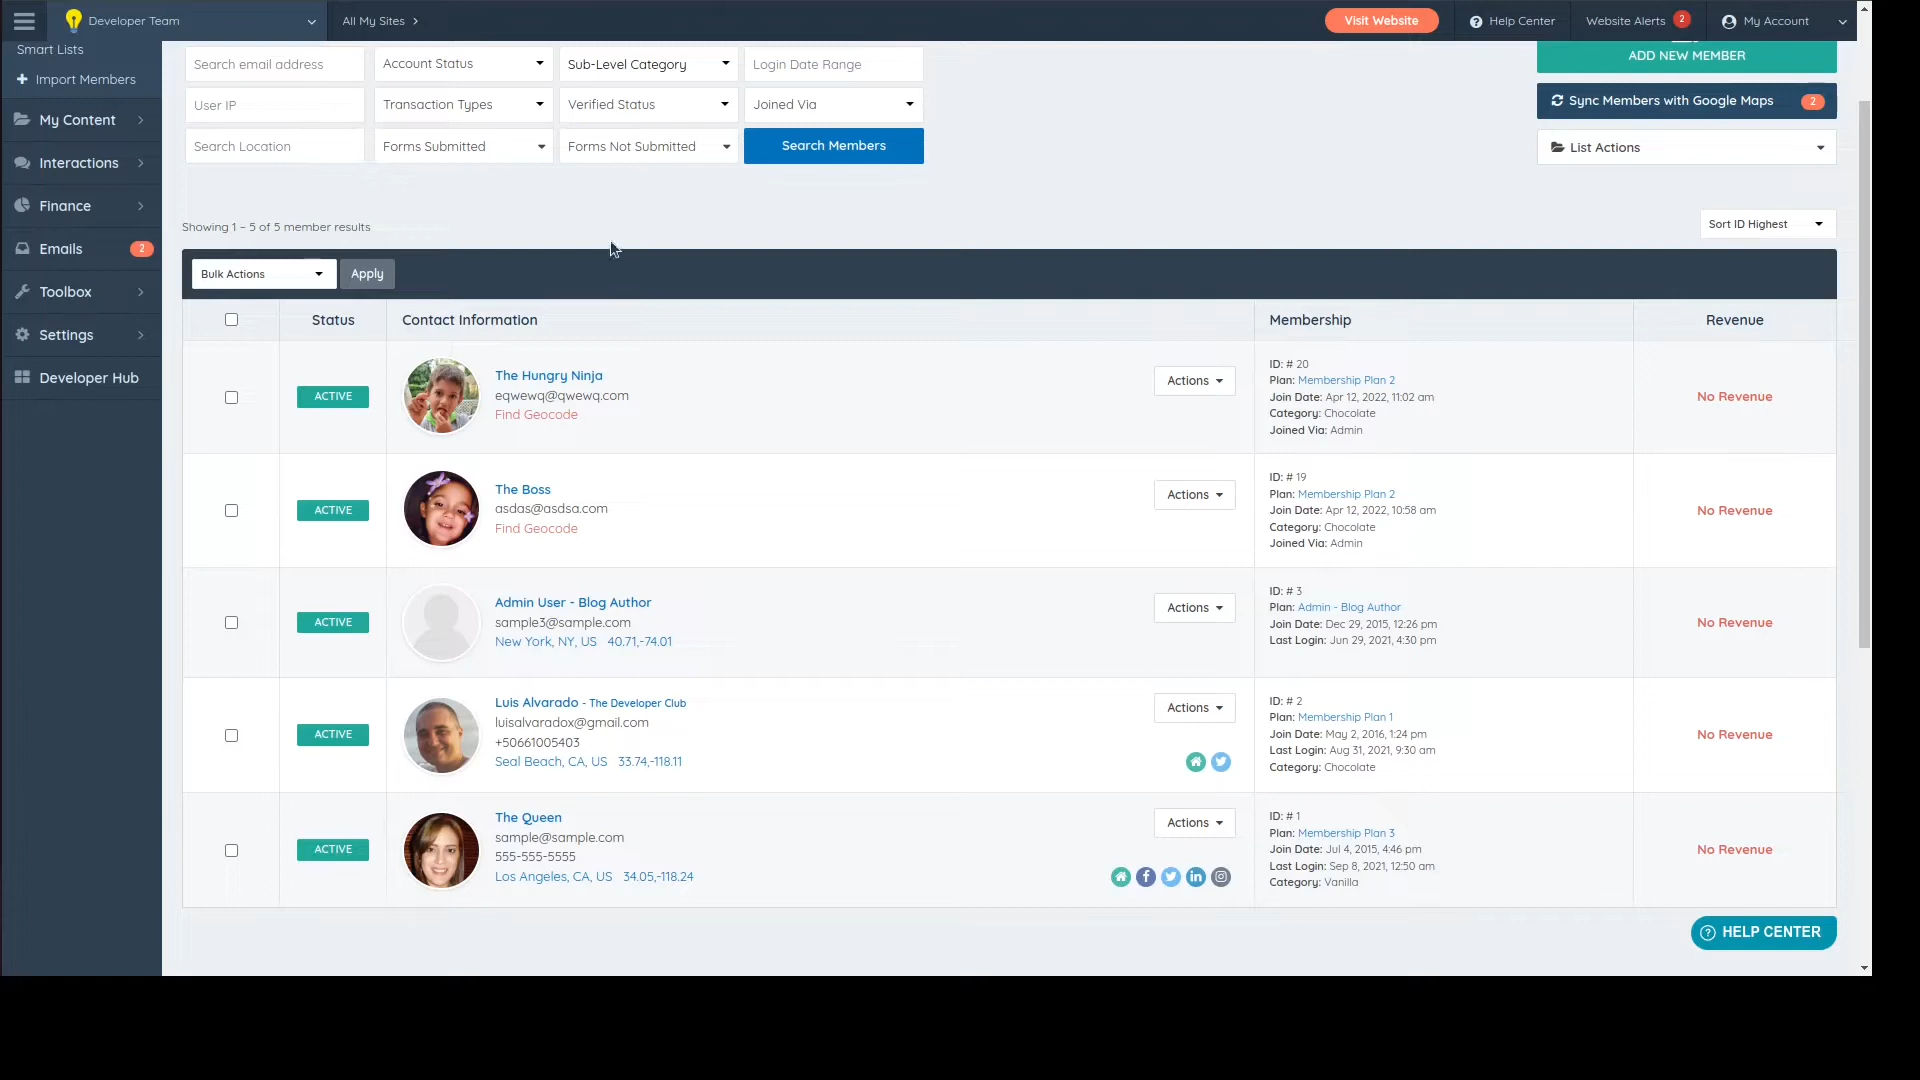 Developer Team
All My Sites
Visit Website
Help Center
Website Alerts 2
My Account
Smart Lists
Import Members
My Content
Interactions
Finance
Emails 2
Toolbox
Settings
Developer Hub
Search email address
Account Status
Sub-Level Category
Login Date Range
User IP
Transaction Types
Verified Status
Joined Via
Search Location
Forms Submitted
Forms Not Submitted
Search Members
ADD NEW MEMBER
Sync Members with Google Maps 2
List Actions
Showing 1 – 5 of 5 member results
Sort ID Highest
Bulk Actions
Apply
Status
Contact Information
Membership
Revenue
ACTIVE
The Hungry Ninja
eqwewq@qwewq.com
Find Geocode
Actions
ID: # 20
Plan: Membership Plan 2
Join Date: Apr 12, 2022, 11:02 am
Category: Chocolate
Joined Via: Admin
No Revenue
ACTIVE
The Boss
asdas@asdsa.com
Find Geocode
Actions
ID: # 19
Plan: Membership Plan 2
Join Date: Apr 12, 2022, 10:58 am
Category: Chocolate
Joined Via: Admin
No Revenue
ACTIVE
Admin User - Blog Author
sample3@sample.com
New York, NY, US 40.71,-74.01
Actions
ID: # 3
Plan: Admin - Blog Author
Join Date: Dec 29, 2015, 12:26 pm
Last Login: Jun 29, 2021, 4:30 pm
No Revenue
ACTIVE
Luis Alvarado - The Developer Club
luisalvaradox@gmail.com
+50661005403
Seal Beach, CA, US 33.74,-118.11
Actions
ID: # 2
Plan: Membership Plan 1
Join Date: May 2, 2016, 1:24 pm
Last Login: Aug 31, 2021, 9:30 am
Category: Chocolate
No Revenue
ACTIVE
The Queen
sample@sample.com
555-555-5555
Los Angeles, CA, US 34.05,-118.24
Actions
ID: # 1
Plan: Membership Plan 3
Join Date: Jul 4, 2015, 4:46 pm
Last Login: Sep 8, 2021, 12:50 am
Category: Vanilla
No Revenue
HELP CENTER